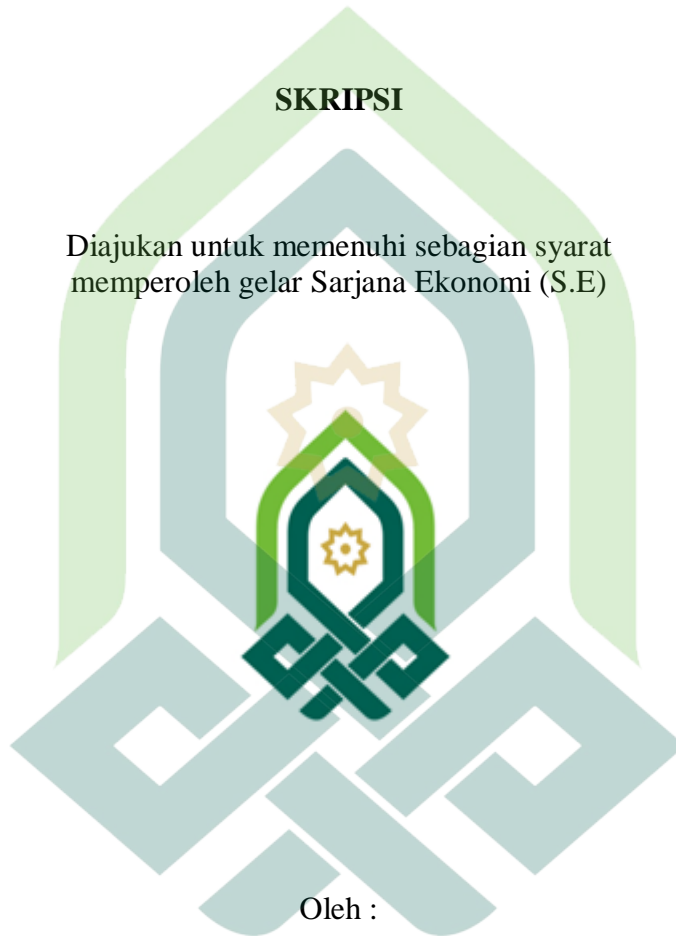 SKRIPSI
Diajukan untuk memenuhi sebagian syarat
memperoleh gelar Sarjana Ekonomi (S.E)
Oleh :